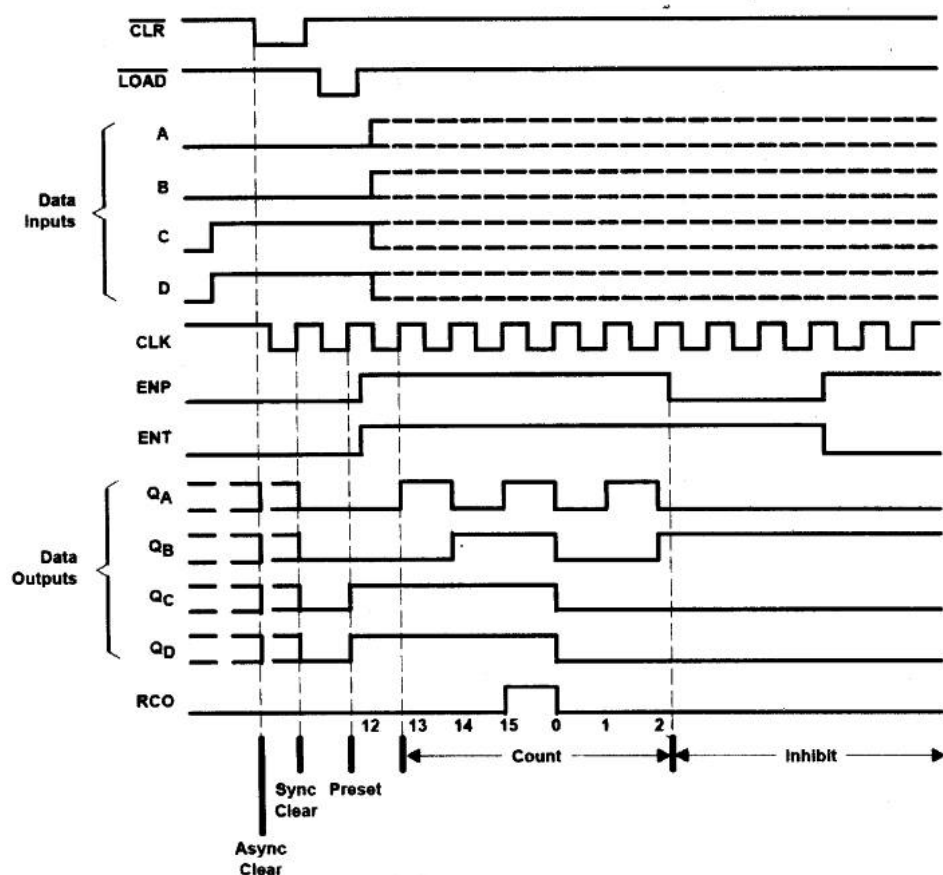 CLR
LOAD
A
B
Data
Inputs
C
D
CLK
ENP
ENT
QA
QB
Data
Outputs
QC
QD
RCO
12 13 14 15 0 1 2
Count
Inhibit
Sync
Clear
Preset
Async
Clear